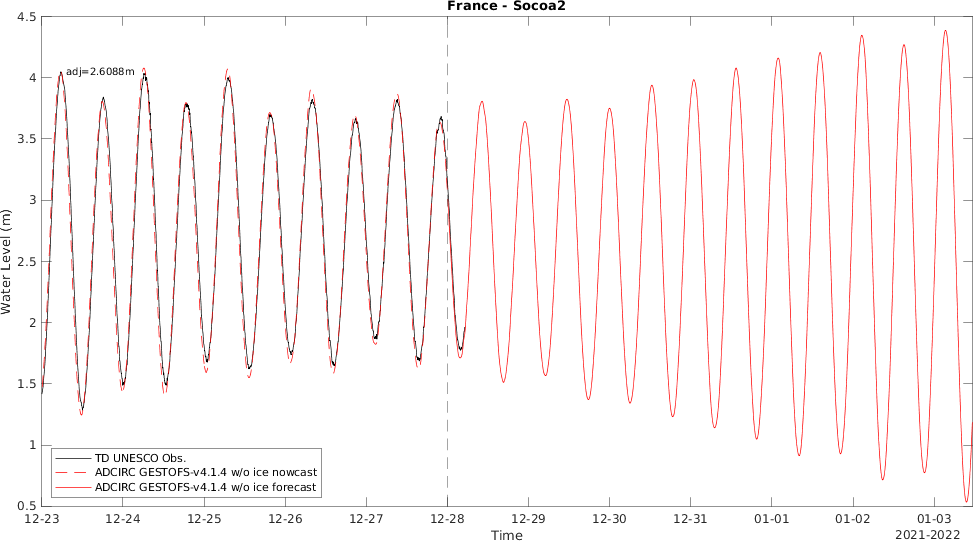 France - Socoa2
4.5
4
3.5
3
2.5
2
1.5
1
0.5
Water Level (m)
adj=2.6088m
TD UNESCO Obs.
ADCIRC GESTOFS-v4.1.4 w/o ice nowcast
ADCIRC GESTOFS-v4.1.4 w/o ice forecast
12-23 12-24 12-25 12-26 12-27 12-28 12-29 12-30 12-31 01-01 01-02 01-03
Time
2021-2022